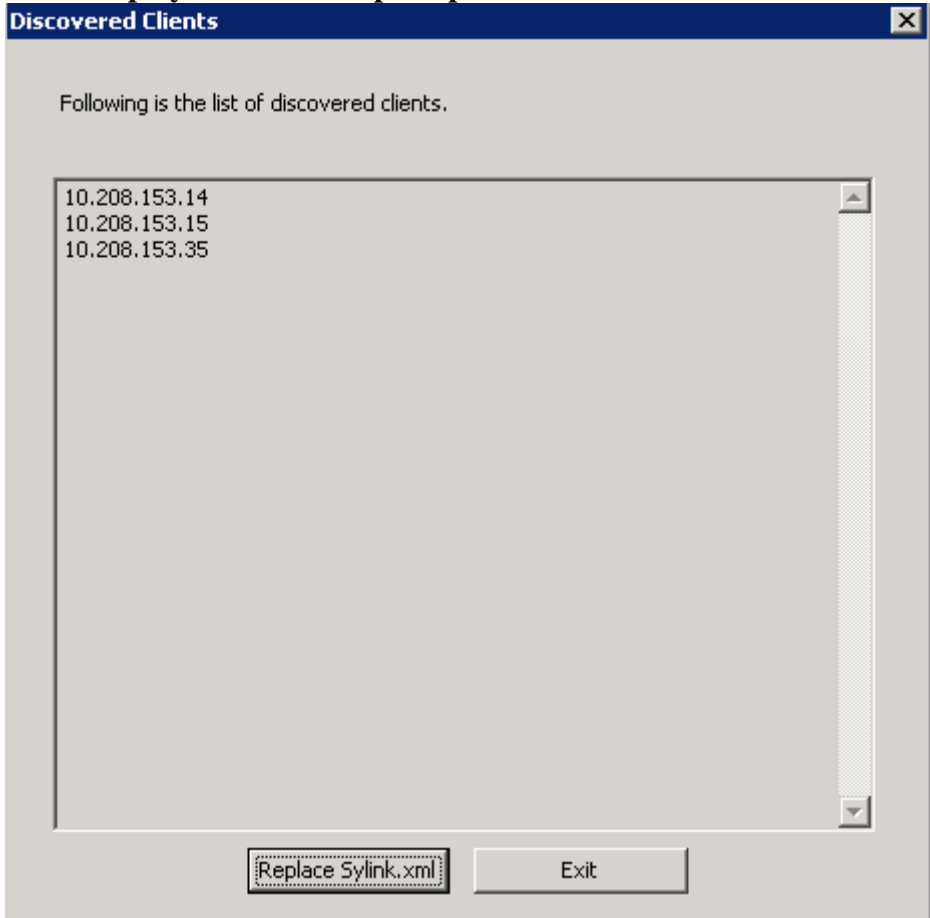 Discovered Clients
Following is the list of discovered clients.
10.208.153.14
10.208.153.15
10.208.153.35
Replace Sylink.xml
Exit